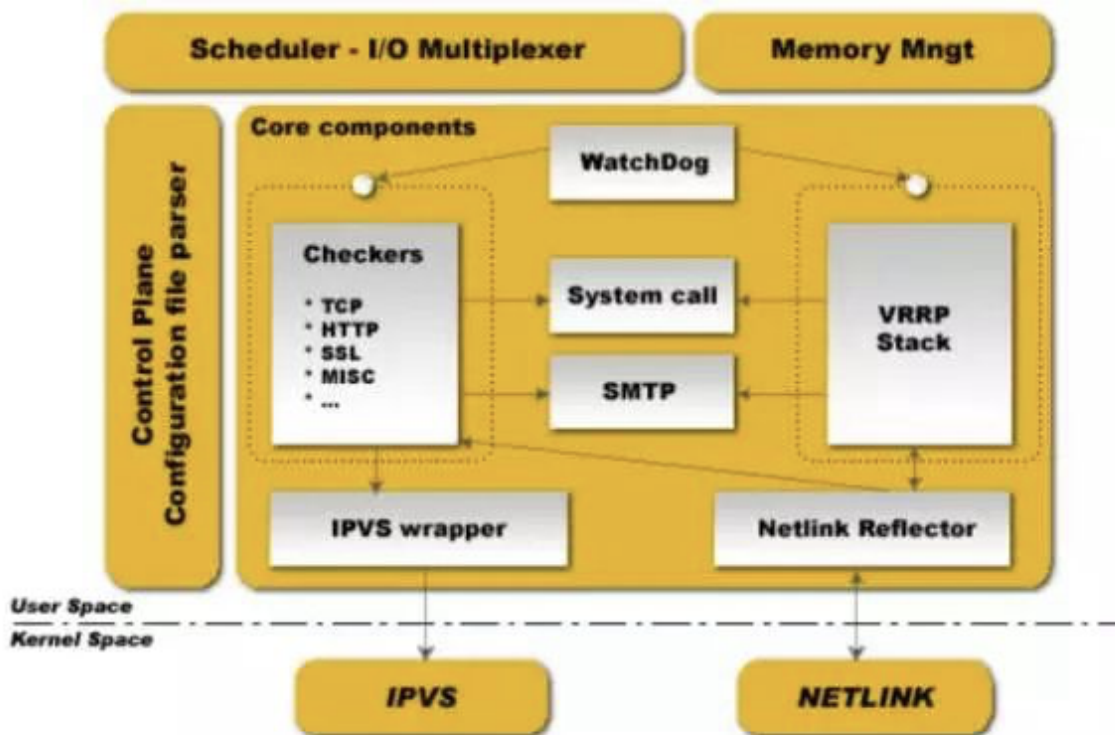 Scheduler - I/O Multiplexer
Memory Mngt
Control Plane
Configuration file parser
Core components
WatchDog
Checkers
* TCP
* HTTP
* SSL
* MISC
* ...
System call
SMTP
VRRP
Stack
IPVS wrapper
Netlink Reflector
User Space
Kernel Space
IPVS
NETLINK